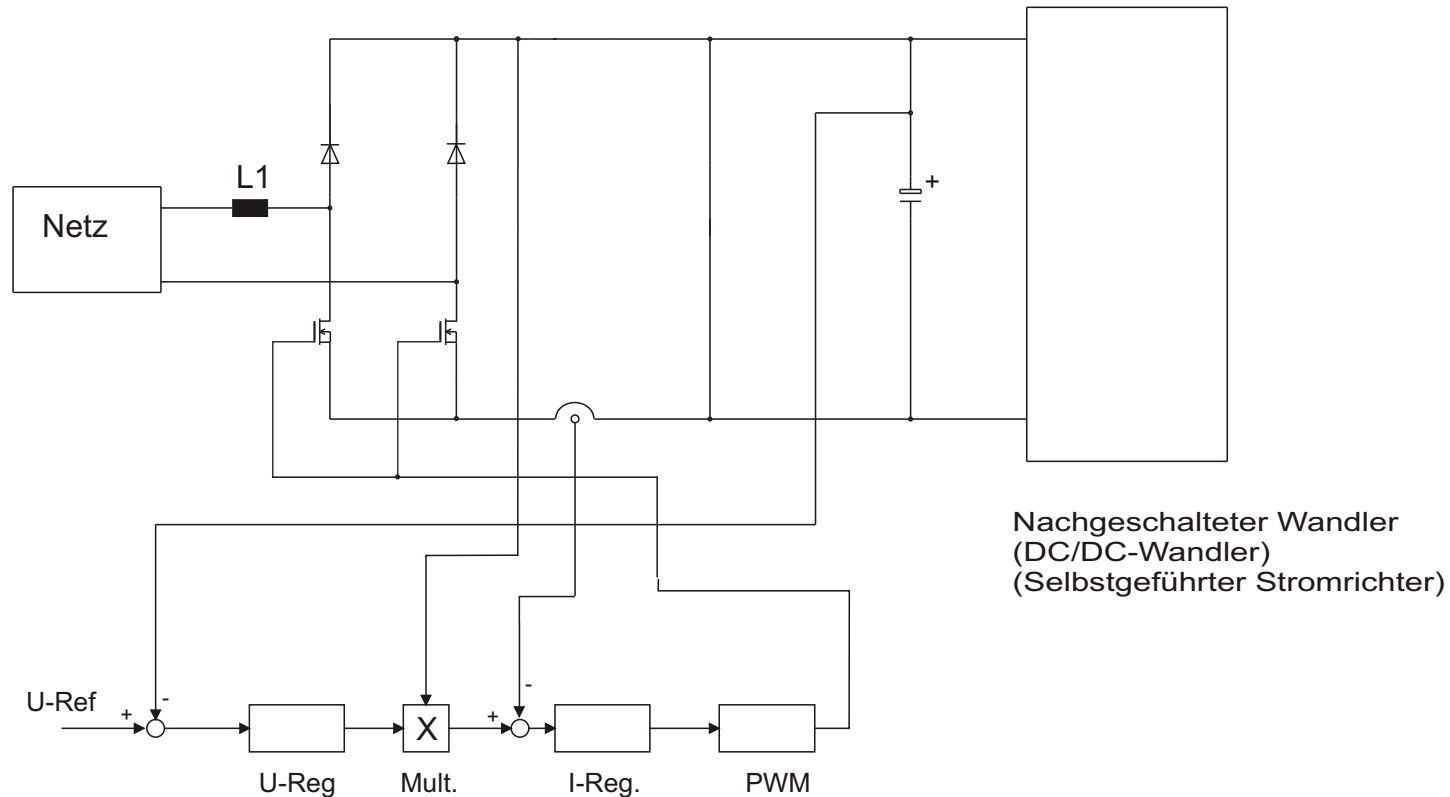 L1
Netz
+
Nachgeschalteter Wandler
(DC/DC-Wandler)
(Selbstgeführter Stromrichter)
U-Ref
+
-
X
+
-
U-Reg
Mult.
I-Reg.
PWM